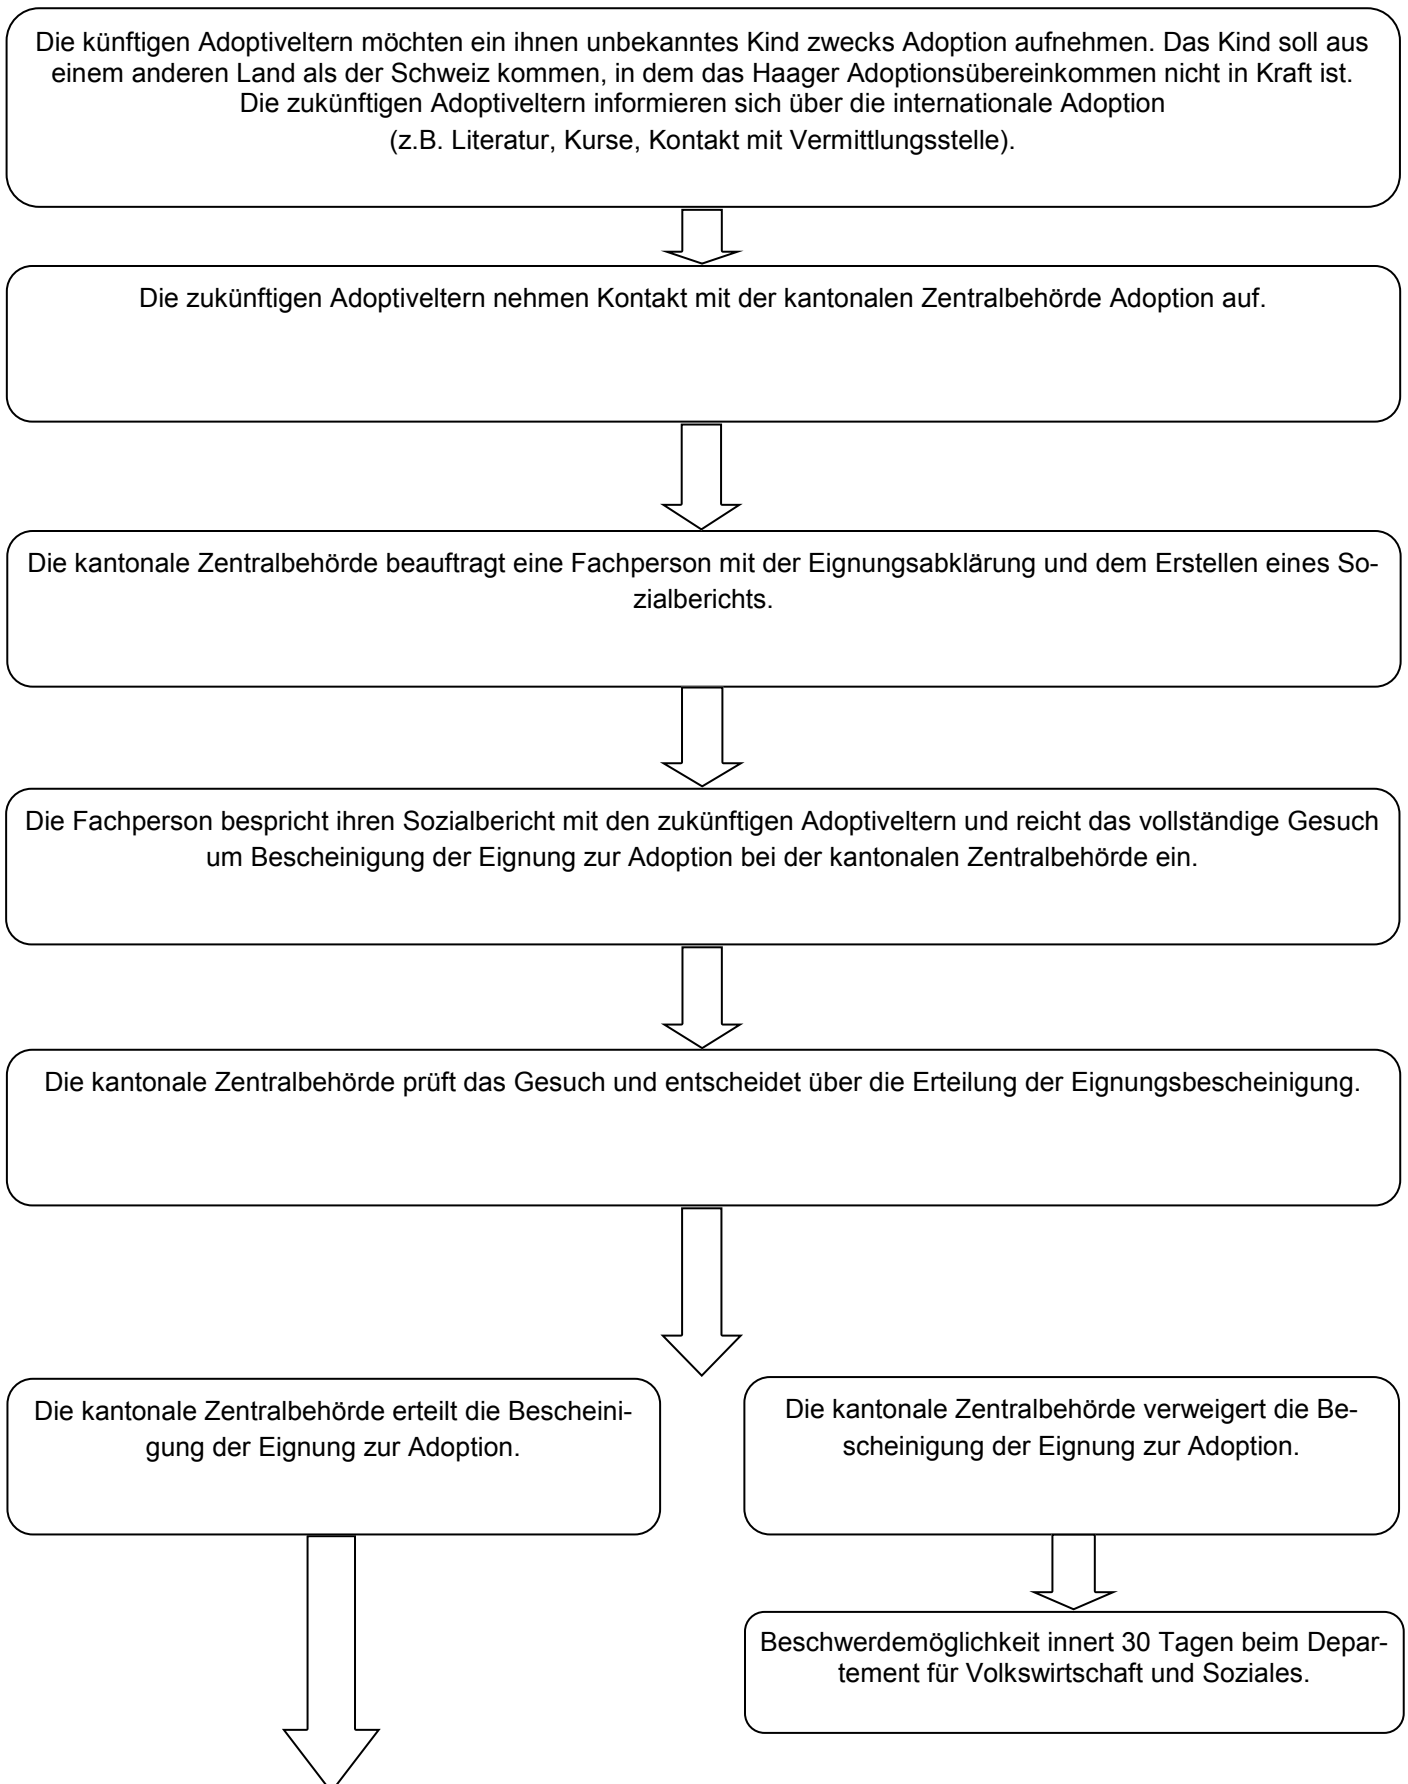 Die künftigen Adoptiveltern möchten ein ihnen unbekanntes Kind zwecks Adoption aufnehmen. Das Kind soll aus
einem anderen Land als der Schweiz kommen, in dem das Haager Adoptionsübereinkommen nicht in Kraft ist.
Die zukünftigen Adoptiveltern informieren sich über die internationale Adoption
(z.B. Literatur, Kurse, Kontakt mit Vermittlungsstelle).
Die zukünftigen Adoptiveltern nehmen Kontakt mit der kantonalen Zentralbehörde Adoption auf.
Die kantonale Zentralbehörde beauftragt eine Fachperson mit der Eignungsabklärung und dem Erstellen eines So-
zialberichts.
Die Fachperson bespricht ihren Sozialbericht mit den zukünftigen Adoptiveltern und reicht das vollständige Gesuch
um Bescheinigung der Eignung zur Adoption bei der kantonalen Zentralbehörde ein.
Die kantonale Zentralbehörde prüft das Gesuch und entscheidet über die Erteilung der Eignungsbescheinigung.
Die kantonale Zentralbehörde erteilt die Bescheini-
gung der Eignung zur Adoption.
Die kantonale Zentralbehörde verweigert die Be-
scheinigung der Eignung zur Adoption.
Beschwerdemöglichkeit innert 30 Tagen beim Depar-
tement für Volkswirtschaft und Soziales.